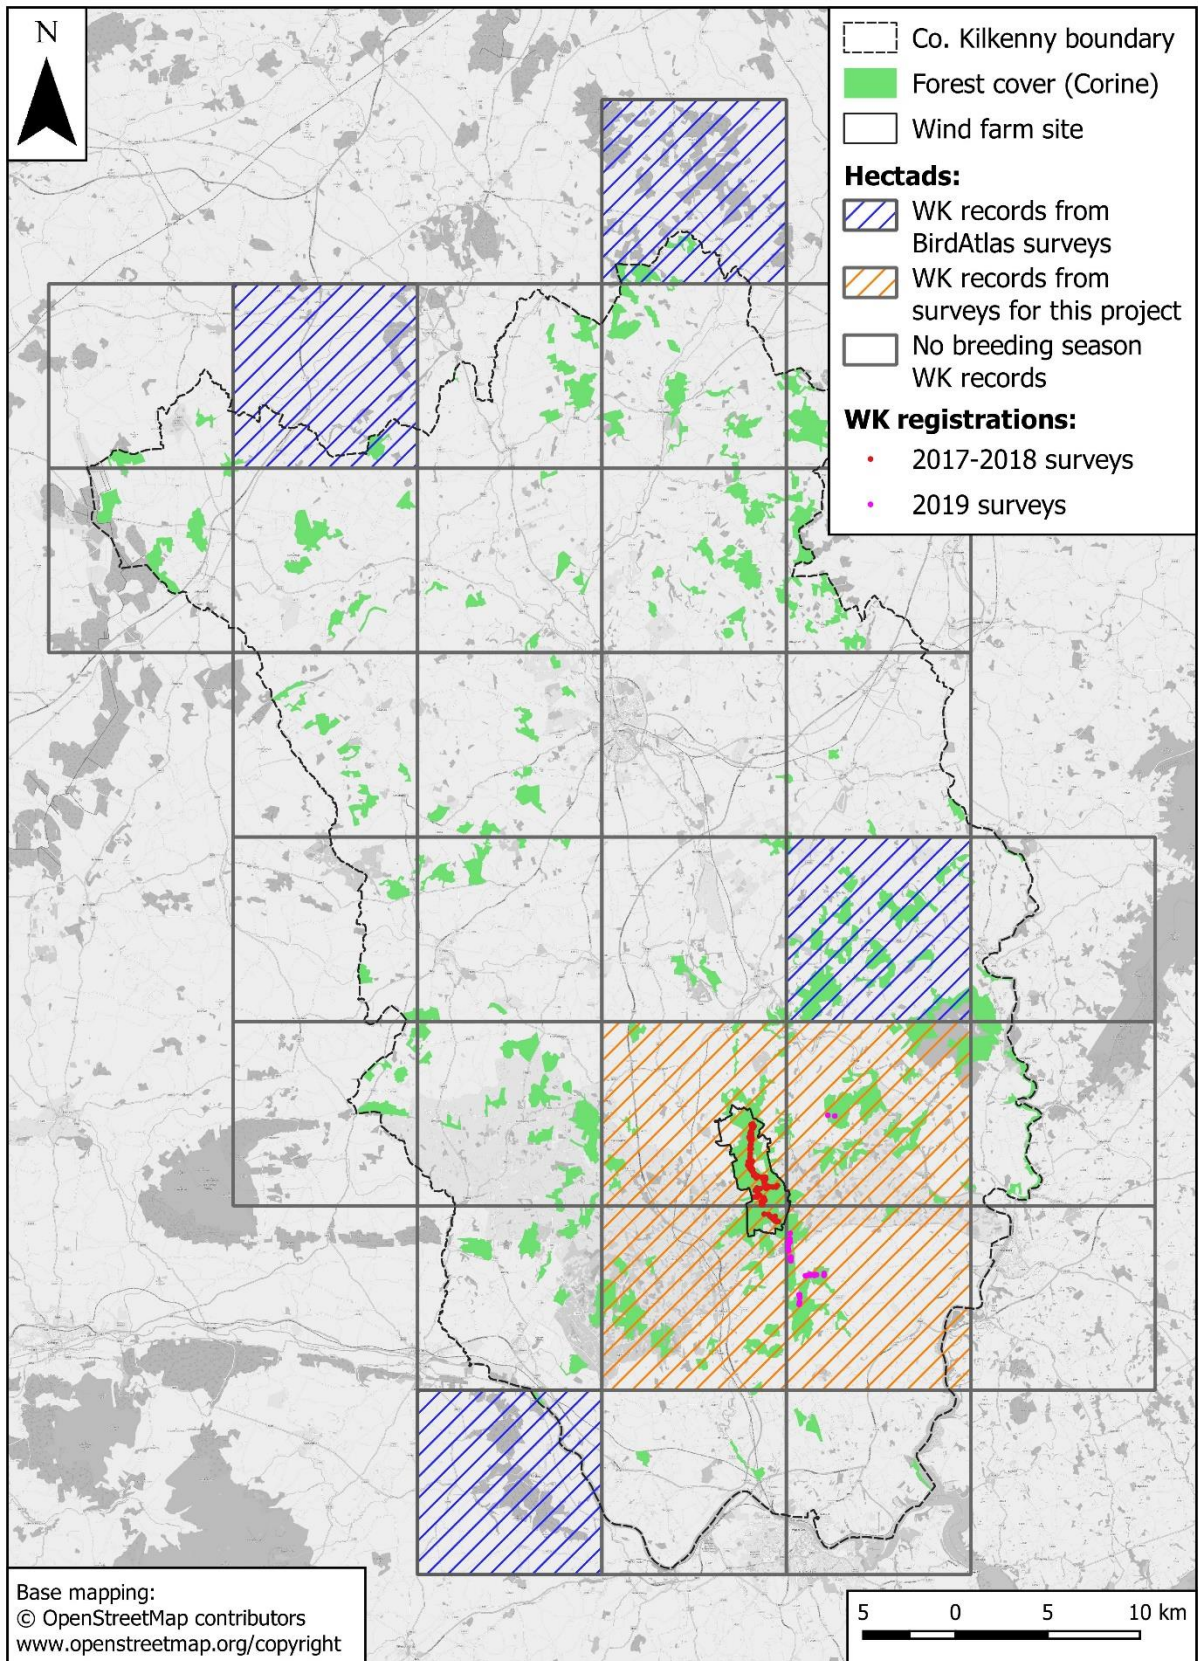 N
Co. Kilkenny boundary
Forest cover (Corine)
Wind farm site
Hectads:
WK records from
BirdAtlas surveys
WK records from
surveys for this project
No breeding season
WK records
WK registrations:
2017-2018 surveys
2019 surveys
Base mapping:
© OpenStreetMap contributors
www.openstreetmap.org/copyright
5 0 5 10 km